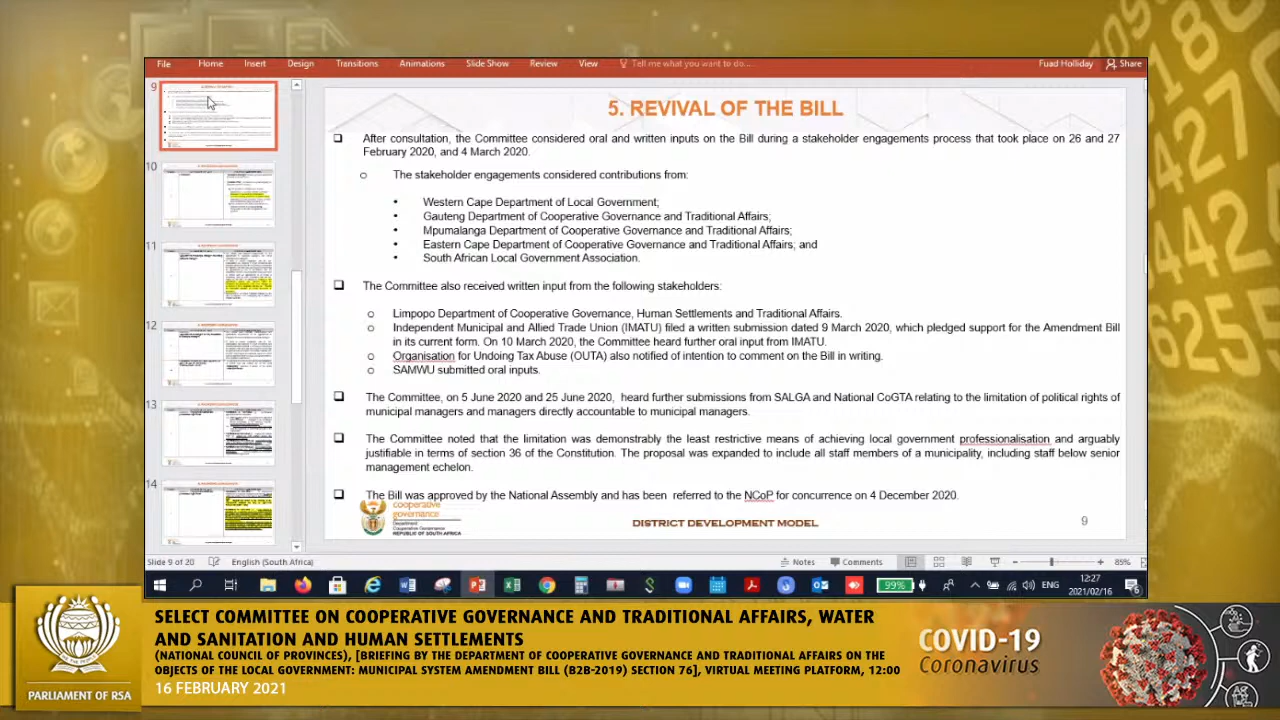 File Home Insert Design Transitions Animations Slide Show Review View Tell me what you want to do.... Fuad Holliday Share
9
10
11
12
13
14
5. REVIVAL OF THE BILL
After consultation, the Committee considered oral and written inputs on the Bill during a stakeholder engagements process that took place on 26 and 27
February 2020, and 4 March 2020.
The stakeholder engagements considered contributions from:
Western Cape Department of Local Government;
Gauteng Department of Cooperative Governance and Traditional Affairs;
Mpumalanga Department of Cooperative Governance and Traditional Affairs;
Eastern Cape Department of Cooperative Governance and Traditional Affairs; and
South African Local Government Association.
The Committee also received written input from the following stakeholders:
Limpopo Department of Cooperative Governance, Human Settlements and Traditional Affairs.
Independent Municipal and Allied Trade Union (IMATU) filed a written submission dated 9 March 2020, which pledged support for the Amendment Bill
in its current form. On 10 March 2020, the Committee heard further oral input from IMATU.
Organisation for Undoing Tax Abuse (OUTA) also notified intention to comment on the Bill in writing.
SAMWU submitted oral inputs.
The Committee, on 5 June 2020 and 25 June 2020, heard further submissions from SALGA and National CoGTA relating to the limitation of political rights of
municipal managers and managers directly accountable to municipal managers.
The Committee noted that the limitation was demonstrably the least restrictive means of achieving local government professionalisation and arguably
justifiable in terms of section 36 of the Constitution. The proposal was expanded to include all staff members of a municipality, including staff below senior
management echelon.
The Bill was approved by the National Assembly and has been referred to the NCoP for concurrence on 4 December 2020.
cooperative
governance
Department:
Cooperative Governance
REPUBLIC OF SOUTH AFRICA
DISTRICT DEVELOPMENT MODEL
9
Slide 9 of 20 English (South Africa) Notes Comments 85%
99% ENG 12:27
2021/02/16
6
SELECT COMMITTEE ON COOPERATIVE GOVERNANCE AND TRADITIONAL AFFAIRS, WATER
AND SANITATION AND HUMAN SETTLEMENTS
(NATIONAL COUNCIL OF PROVINCES), [BRIEFING BY THE DEPARTMENT OF COOPERATIVE GOVERNANCE AND TRADITIONAL AFFAIRS ON THE
OBJECTS OF THE LOCAL GOVERNMENT: MUNICIPAL SYSTEM AMENDMENT BILL (B2B-2019) SECTION 76], VIRTUAL MEETING PLATFORM, 12:00
16 FEBRUARY 2021
PARLIAMENT OF RSA
COVID-19
Coronavirus